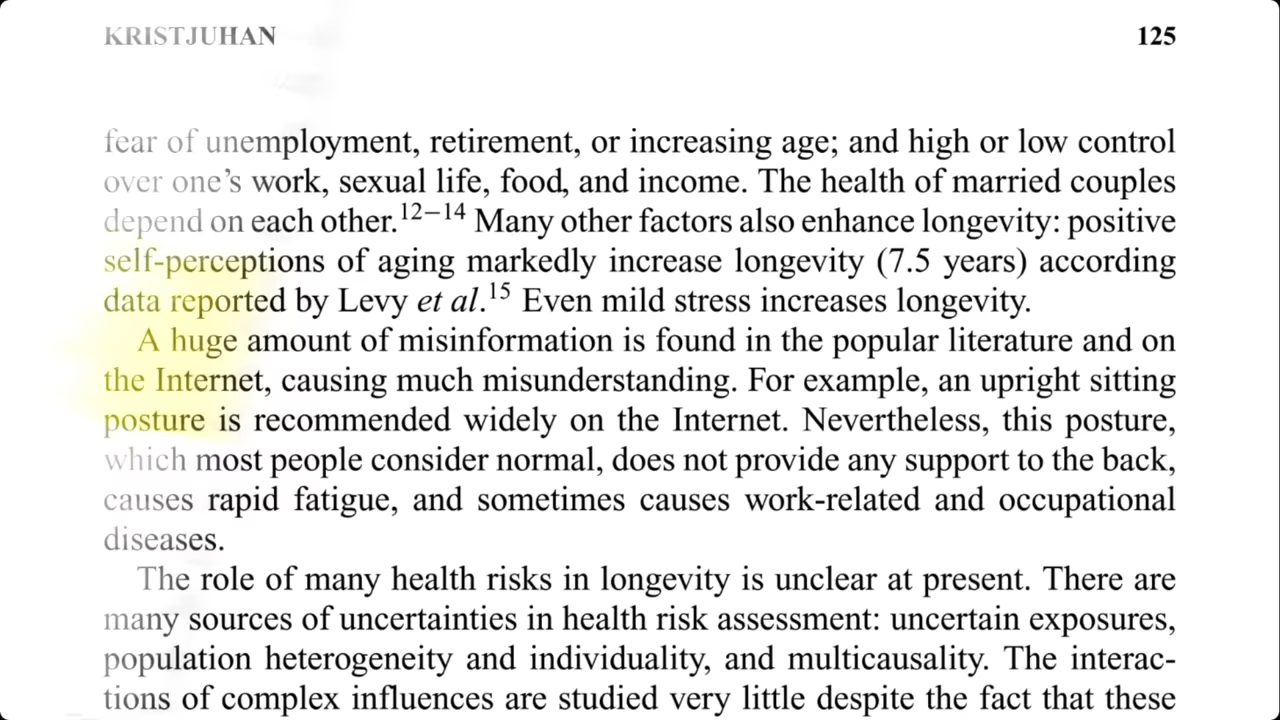 KRISTJUHAN 125
fear of unemployment, retirement, or increasing age; and high or low control
over one's work, sexual life, food, and income. The health of married couples
depend on each other.12–14 Many other factors also enhance longevity: positive
self-perceptions of aging markedly increase longevity (7.5 years) according
data reported by Levy et al.15 Even mild stress increases longevity.
A huge amount of misinformation is found in the popular literature and on
the Internet, causing much misunderstanding. For example, an upright sitting
posture is recommended widely on the Internet. Nevertheless, this posture,
which most people consider normal, does not provide any support to the back,
causes rapid fatigue, and sometimes causes work-related and occupational
diseases.
The role of many health risks in longevity is unclear at present. There are
many sources of uncertainties in health risk assessment: uncertain exposures,
population heterogeneity and individuality, and multicausality. The interac-
tions of complex influences are studied very little despite the fact that these